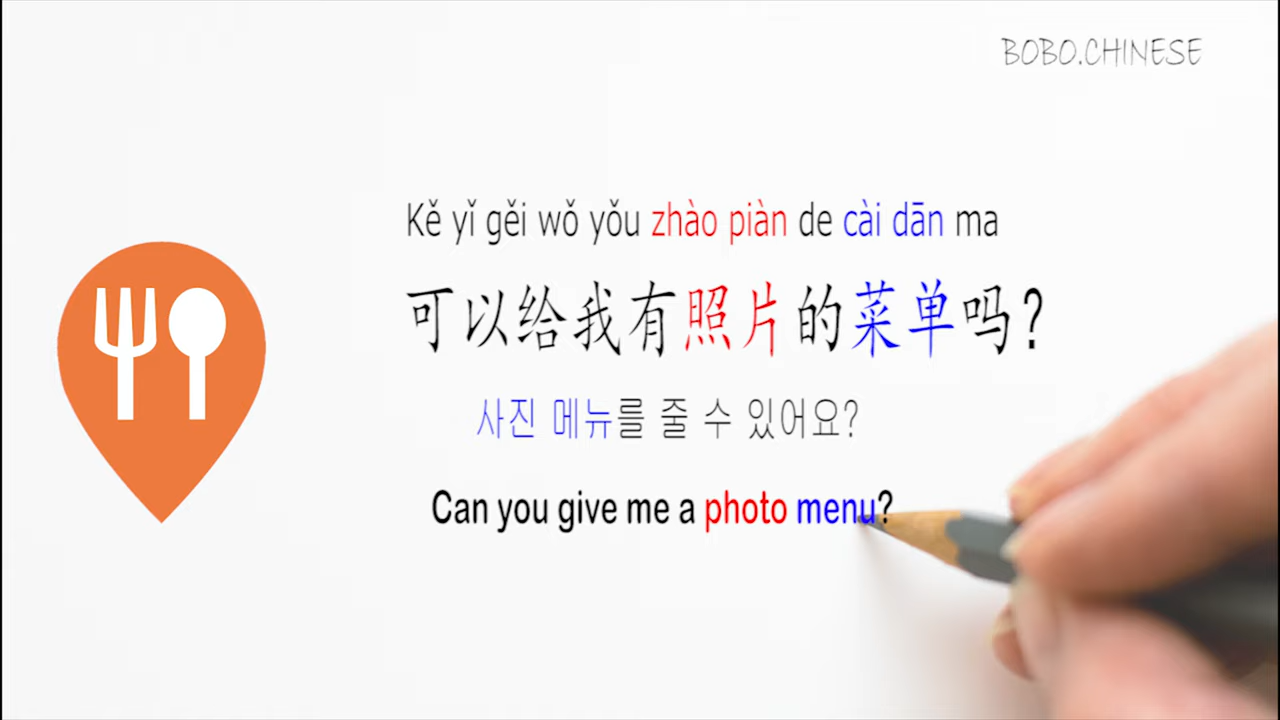 BOBO.CHINESE
Kě yǐ gěi wǒ yǒu zhào piàn de cài dān ma
可以给我有照片的菜单吗?
사진 메뉴를 줄 수 있어요?
Can you give me a photo menu?